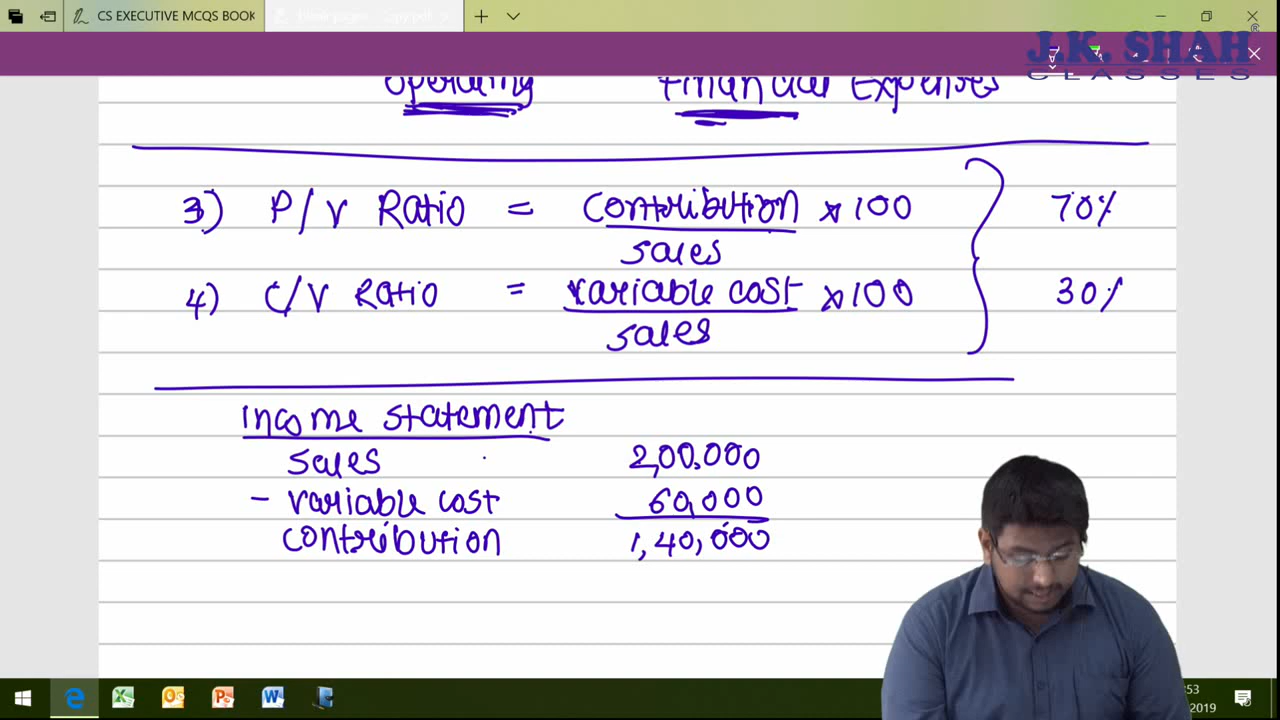 CS EXECUTIVE MCQS BOOK
J.K. SHAH®
CLASSES
Operating Financial Expenses
3) P/V Ratio = Contribution × 100 70%
sales
4) C/V Ratio = variable cost × 100 30%
sales
Income statement
sales 2,00,000
- variable cost 60,000
contribution 1,40,000
:53
2019